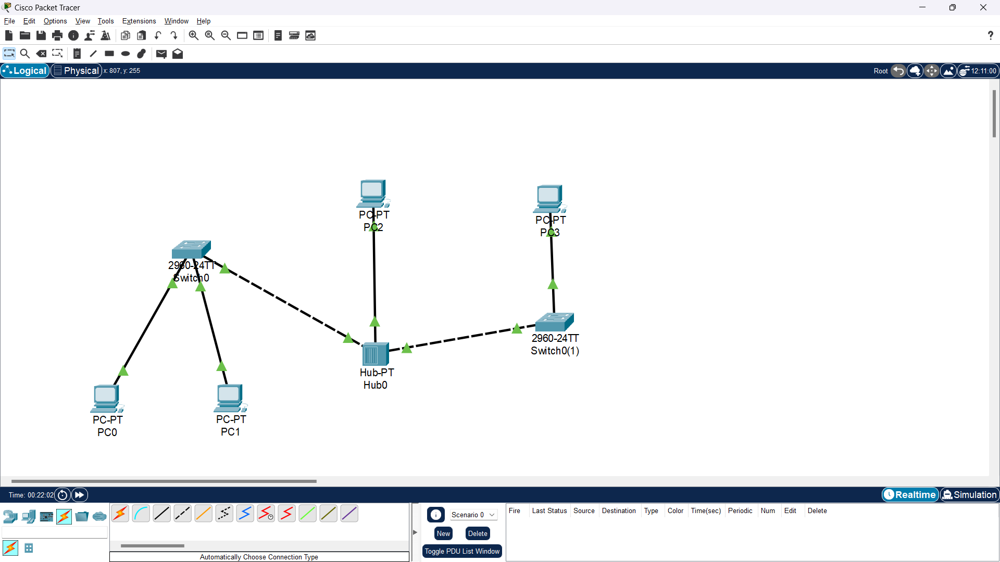 Cisco Packet Tracer
File Edit Options View Tools Extensions Window Help
Logical Physical x: 807, y: 255 Root 12:11:00
PC-PT
PC2
PC-PT
PC3
2960-24TT
Switch0
2960-24TT
Switch0(1)
Hub-PT
Hub0
PC-PT
PC0
PC-PT
PC1
Time: 00:22:02 Realtime Simulation
Scenario 0
New Delete
Toggle PDU List Window
Fire Last Status Source Destination Type Color Time(sec) Periodic Num Edit Delete
Automatically Choose Connection Type